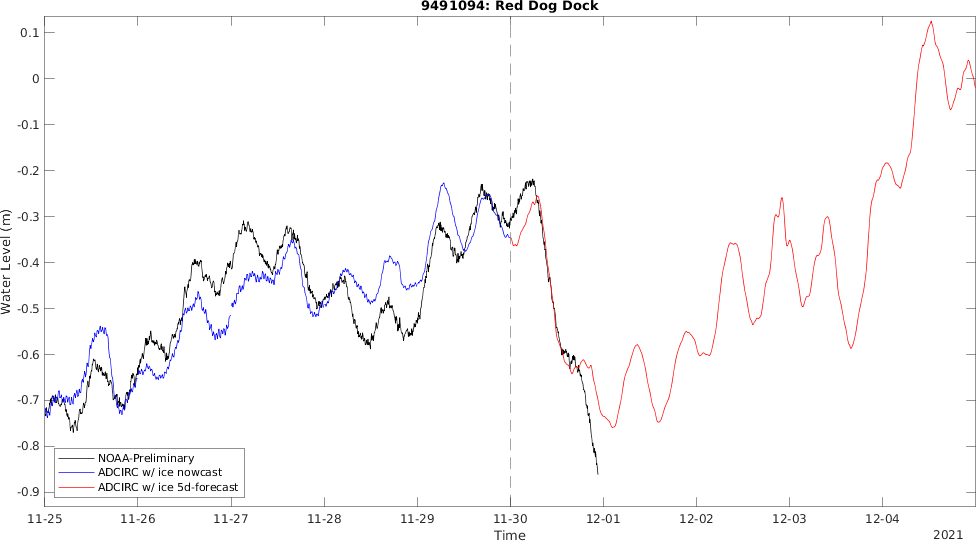 9491094: Red Dog Dock
0.1
0
-0.1
-0.2
-0.3
-0.4
-0.5
-0.6
-0.7
-0.8
-0.9
Water Level (m)
NOAA-Preliminary
ADCIRC w/ ice nowcast
ADCIRC w/ ice 5d-forecast
11-25 11-26 11-27 11-28 11-29 11-30 12-01 12-02 12-03 12-04
Time
2021